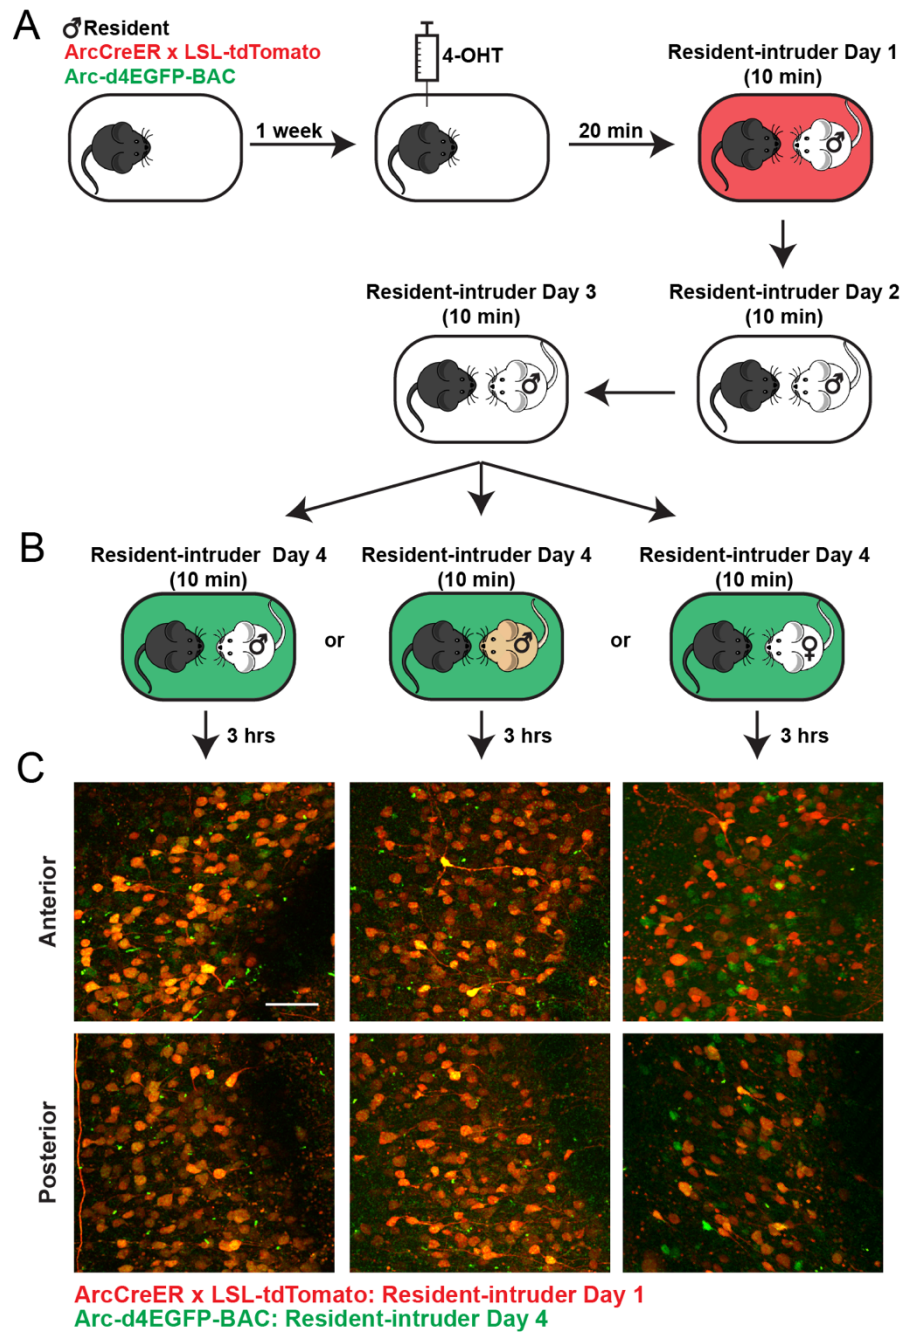 A
♂Resident
ArcCreER x LSL-tdTomato
Arc-d4EGFP-BAC
1 week
4-OHT
20 min
Resident-intruder Day 1
(10 min)
♂
Resident-intruder Day 3
(10 min)
♂
Resident-intruder Day 2
(10 min)
♂
B
Resident-intruder Day 4
(10 min)
♂
or
Resident-intruder Day 4
(10 min)
♂
or
Resident-intruder Day 4
(10 min)
♀
3 hrs
3 hrs
3 hrs
C
Anterior
Posterior
ArcCreER x LSL-tdTomato: Resident-intruder Day 1
Arc-d4EGFP-BAC: Resident-intruder Day 4